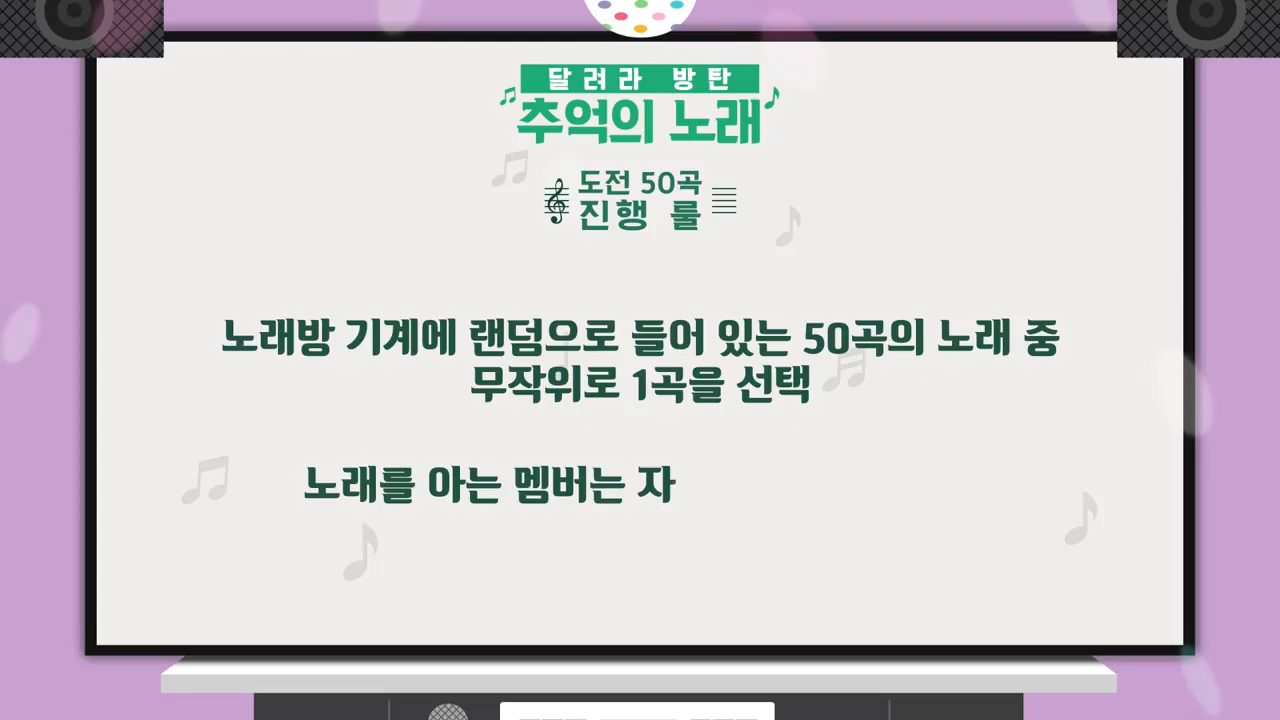 달려라 방탄
추억의 노래
도전 50곡
진행 룰
노래방 기계에 랜덤으로 들어 있는 50곡의 노래 중
무작위로 1곡을 선택
노래를 아는 멤버는 자